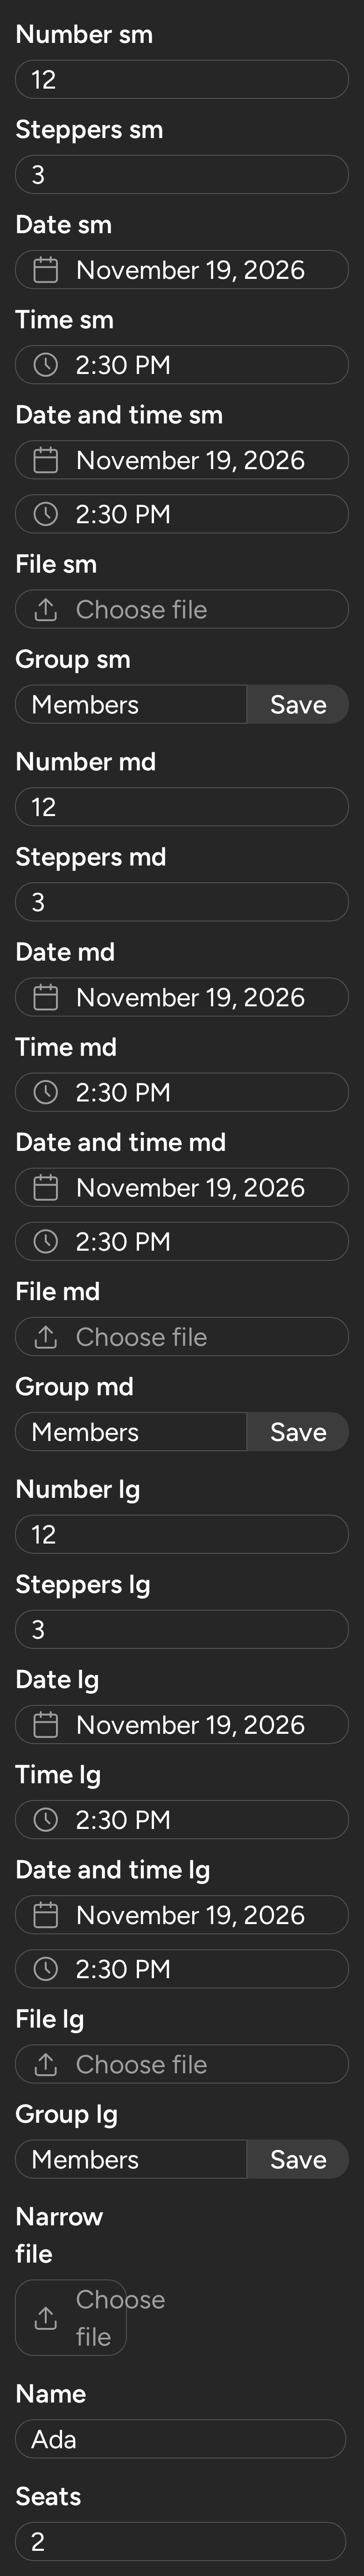 Number sm
12
Steppers sm
3
Date sm
November 19, 2026
Time sm
2:30 PM
Date and time sm
November 19, 2026
2:30 PM
File sm
Choose file
Group sm
Members Save
Number md
12
Steppers md
3
Date md
November 19, 2026
Time md
2:30 PM
Date and time md
November 19, 2026
2:30 PM
File md
Choose file
Group md
Members Save
Number lg
12
Steppers lg
3
Date lg
November 19, 2026
Time lg
2:30 PM
Date and time lg
November 19, 2026
2:30 PM
File lg
Choose file
Group lg
Members Save
Narrow
file
Choose
file
Name
Ada
Seats
2